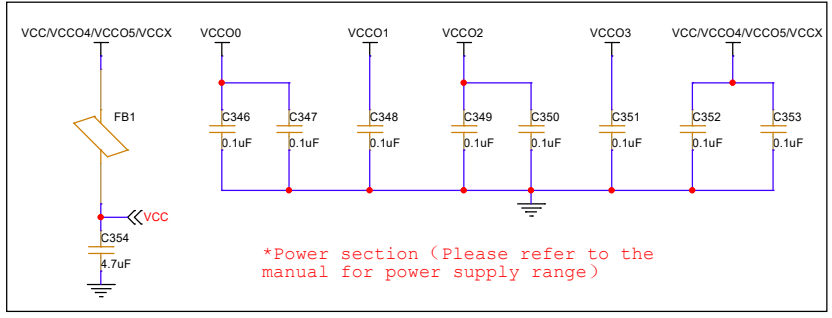 VCC/VCCO4/VCCO5/VCCX
VCCO0
VCCO1
VCCO2
VCCO3
VCC/VCCO4/VCCO5/VCCX
FB1
C346
0.1uF
C347
0.1uF
C348
0.1uF
C349
0.1uF
C350
0.1uF
C351
0.1uF
C352
0.1uF
C353
0.1uF
VCC
C354
4.7uF
*Power section（Please refer to the
manual for power supply range）